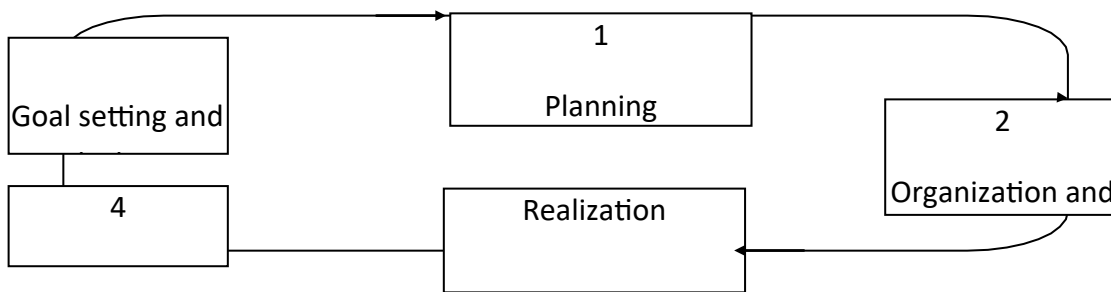 1
Planning
Goal setting and
2
Organization and
4
Realization